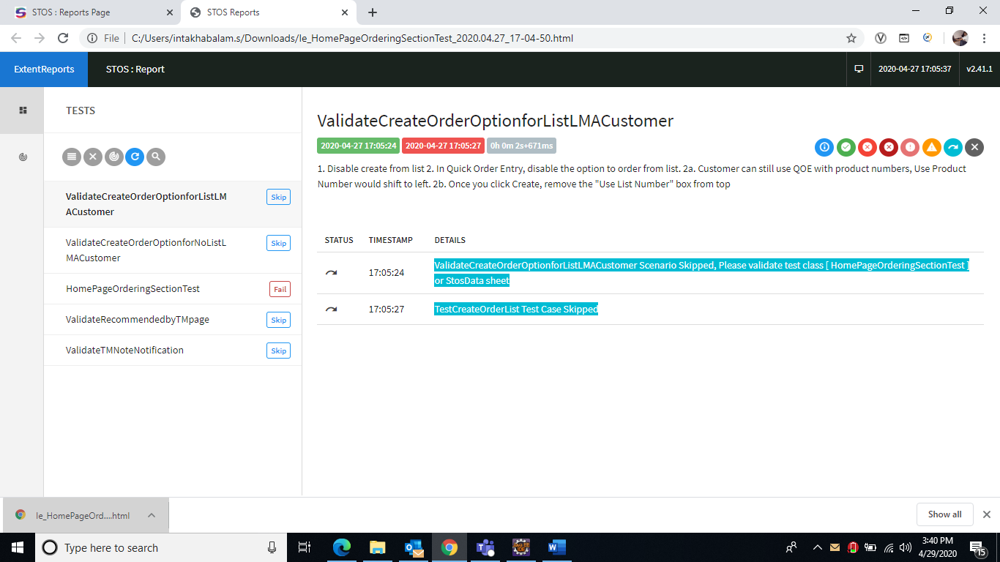 STOS : Reports Page
STOS Reports
File
C:/Users/intakhabalam.s/Downloads/Ie_HomePageOrderingSectionTest_2020.04.27_17-04-50.html
ExtentReports
STOS : Report
2020-04-27 17:05:37
v2.41.1
TESTS
ValidateCreateOrderOptionforListLM
ACustomer
Skip
ValidateCreateOrderOptionforNoListL
MACustomer
Skip
HomePageOrderingSectionTest
Fail
ValidateRecommendedbyTMpage
Skip
ValidateTMNoteNotification
Skip
ValidateCreateOrderOptionforListLMACustomer
2020-04-27 17:05:24
2020-04-27 17:05:27
0h 0m 2s+671ms
1. Disable create from list 2. In Quick Order Entry, disable the option to order from list. 2a. Customer can still use QOE with product numbers, Use Product
Number would shift to left. 2b. Once you click Create, remove the "Use List Number" box from top
STATUS TIMESTAMP DETAILS
17:05:24
ValidateCreateOrderOptionforListLMACustomer Scenario Skipped, Please validate test class [ HomePageOrderingSectionTest ]
or StosData sheet
17:05:27
TestCreateOrderList Test Case Skipped
Ie_HomePageOrd....html
Show all
Type here to search
3:40 PM
4/29/2020
15